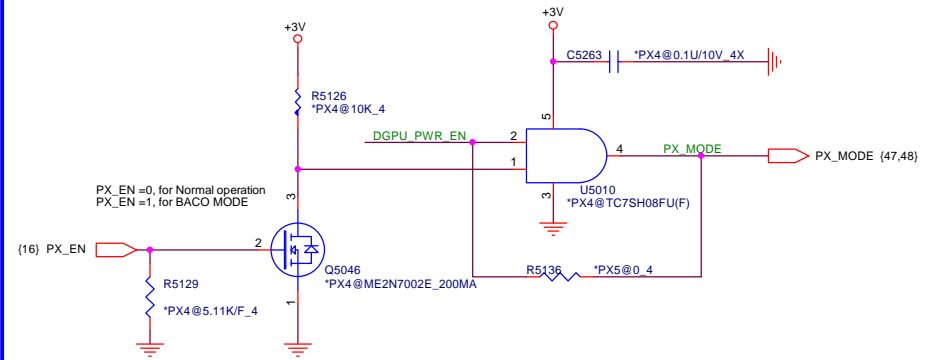 +3V
+3V
C5263
*PX4@0.1U/10V_4X
R5126
*PX4@10K_4
5
DGPU_PWR_EN
2
1
4
PX_MODE
PX_MODE {47,48}
3
U5010
*PX4@TC7SH08FU(F)
PX_EN =0, for Normal operation
PX_EN =1, for BACO MODE
3
{16} PX_EN
2
Q5046
*PX4@ME2N7002E_200MA
1
R5136
*PX5@0_4
R5129
*PX4@5.11K/F_4